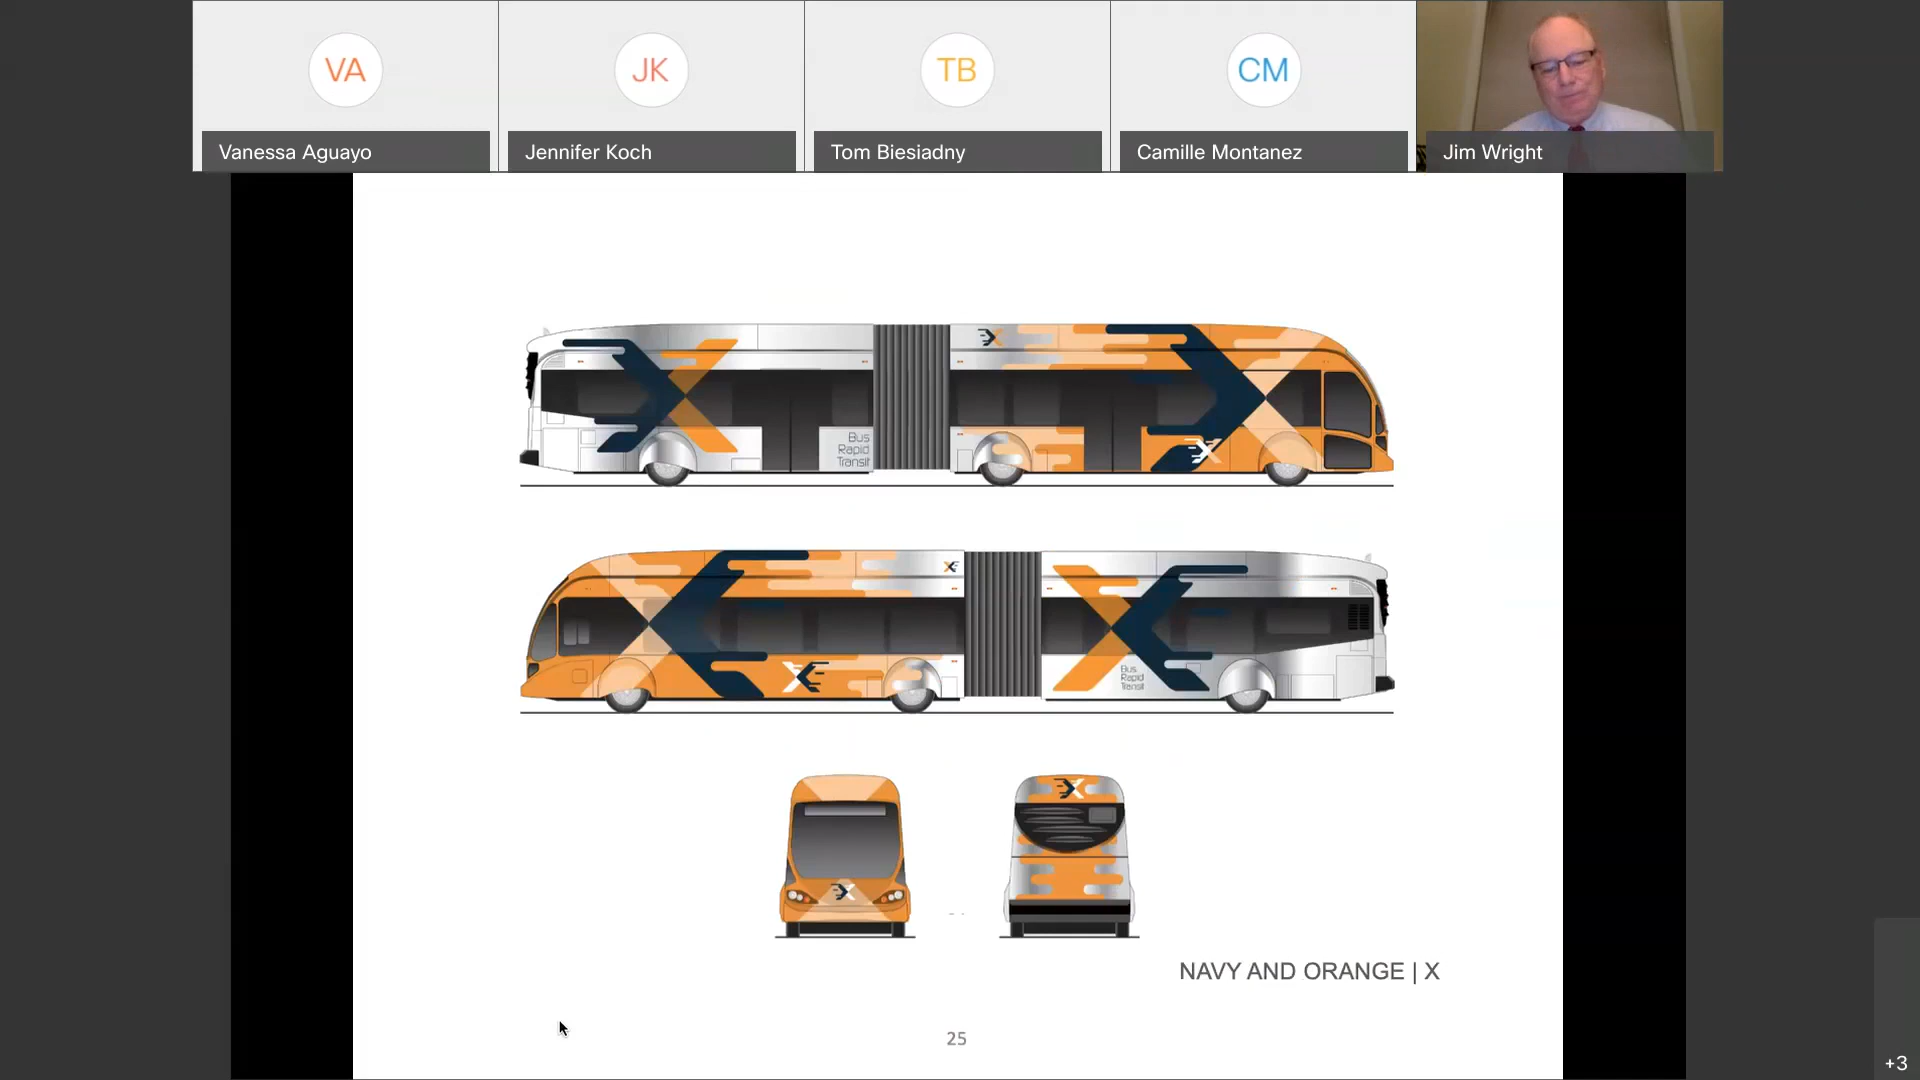 VA
JK
TB
CM
Vanessa Aguayo
Jennifer Koch
Tom Biesiadny
Camille Montanez
Jim Wright
Bus
Rapid
Transit
Bus
Rapid
Transit
NAVY AND ORANGE | X
25
+3